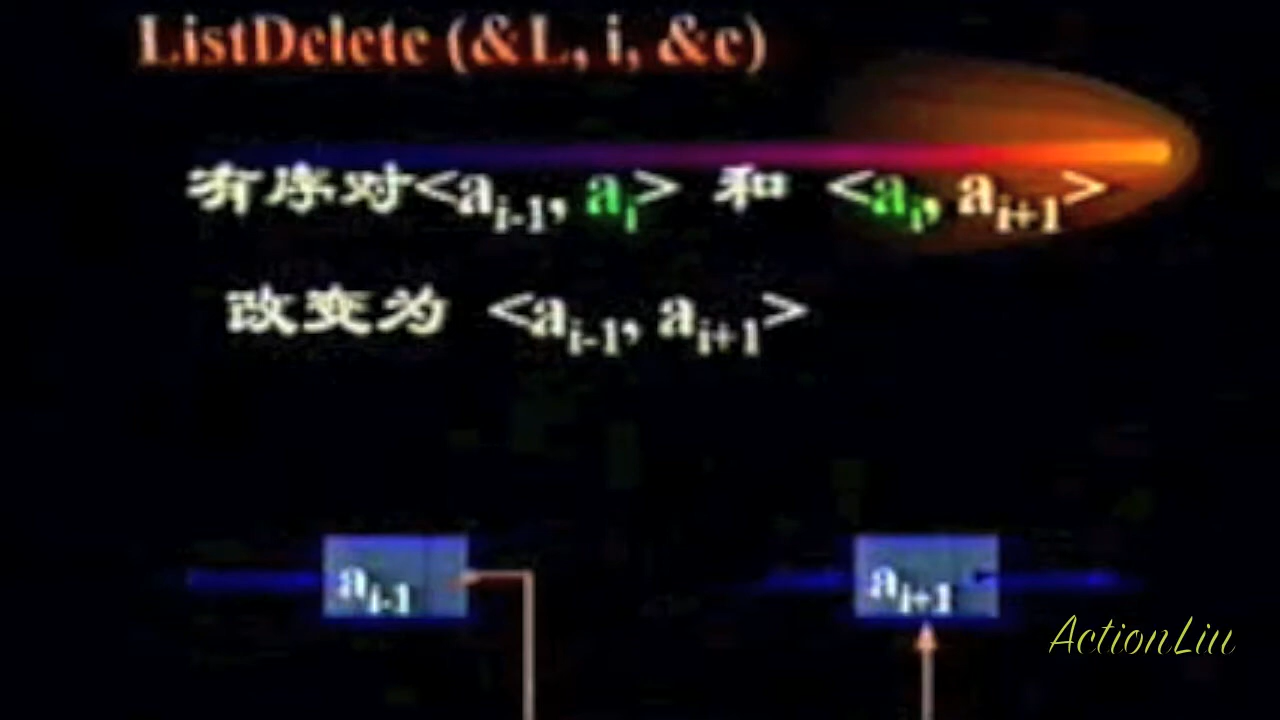 ListDelete (&L, i, &e)
有序对<aᵢ₋₁, aᵢ> 和 <aᵢ, aᵢ₊₁>
改变为 <aᵢ₋₁, aᵢ₊₁>
aᵢ₋₁ aᵢ₊₁
ActionLiu